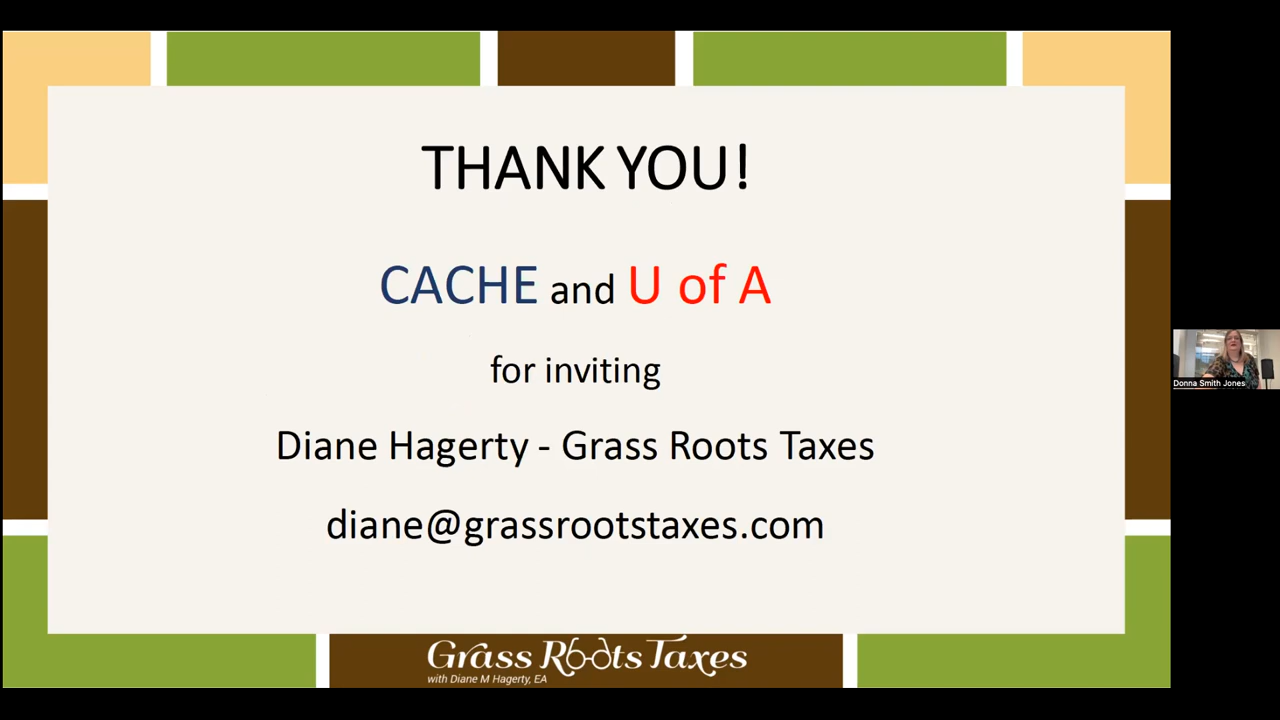 THANK YOU!
CACHE and U of A
for inviting
Diane Hagerty - Grass Roots Taxes
diane@grassrootstaxes.com
Grass Roots Taxes
with Diane M Hagerty, EA
Donna Smith Jones